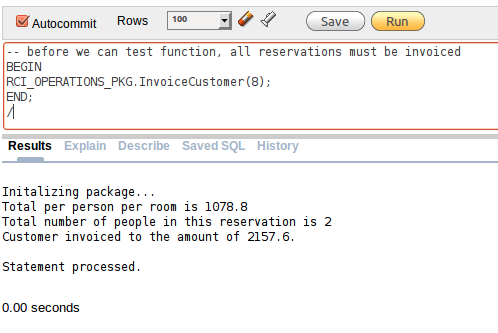 Autocommit Rows 100 Save Run
-- before we can test function, all reservations must be invoiced
BEGIN
RCI_OPERATIONS_PKG.InvoiceCustomer(8);
END;
/
Results Explain Describe Saved SQL History
Initalizing package...
Total per person per room is 1078.8
Total number of people in this reservation is 2
Customer invoiced to the amount of 2157.6.
Statement processed.
0.00 seconds